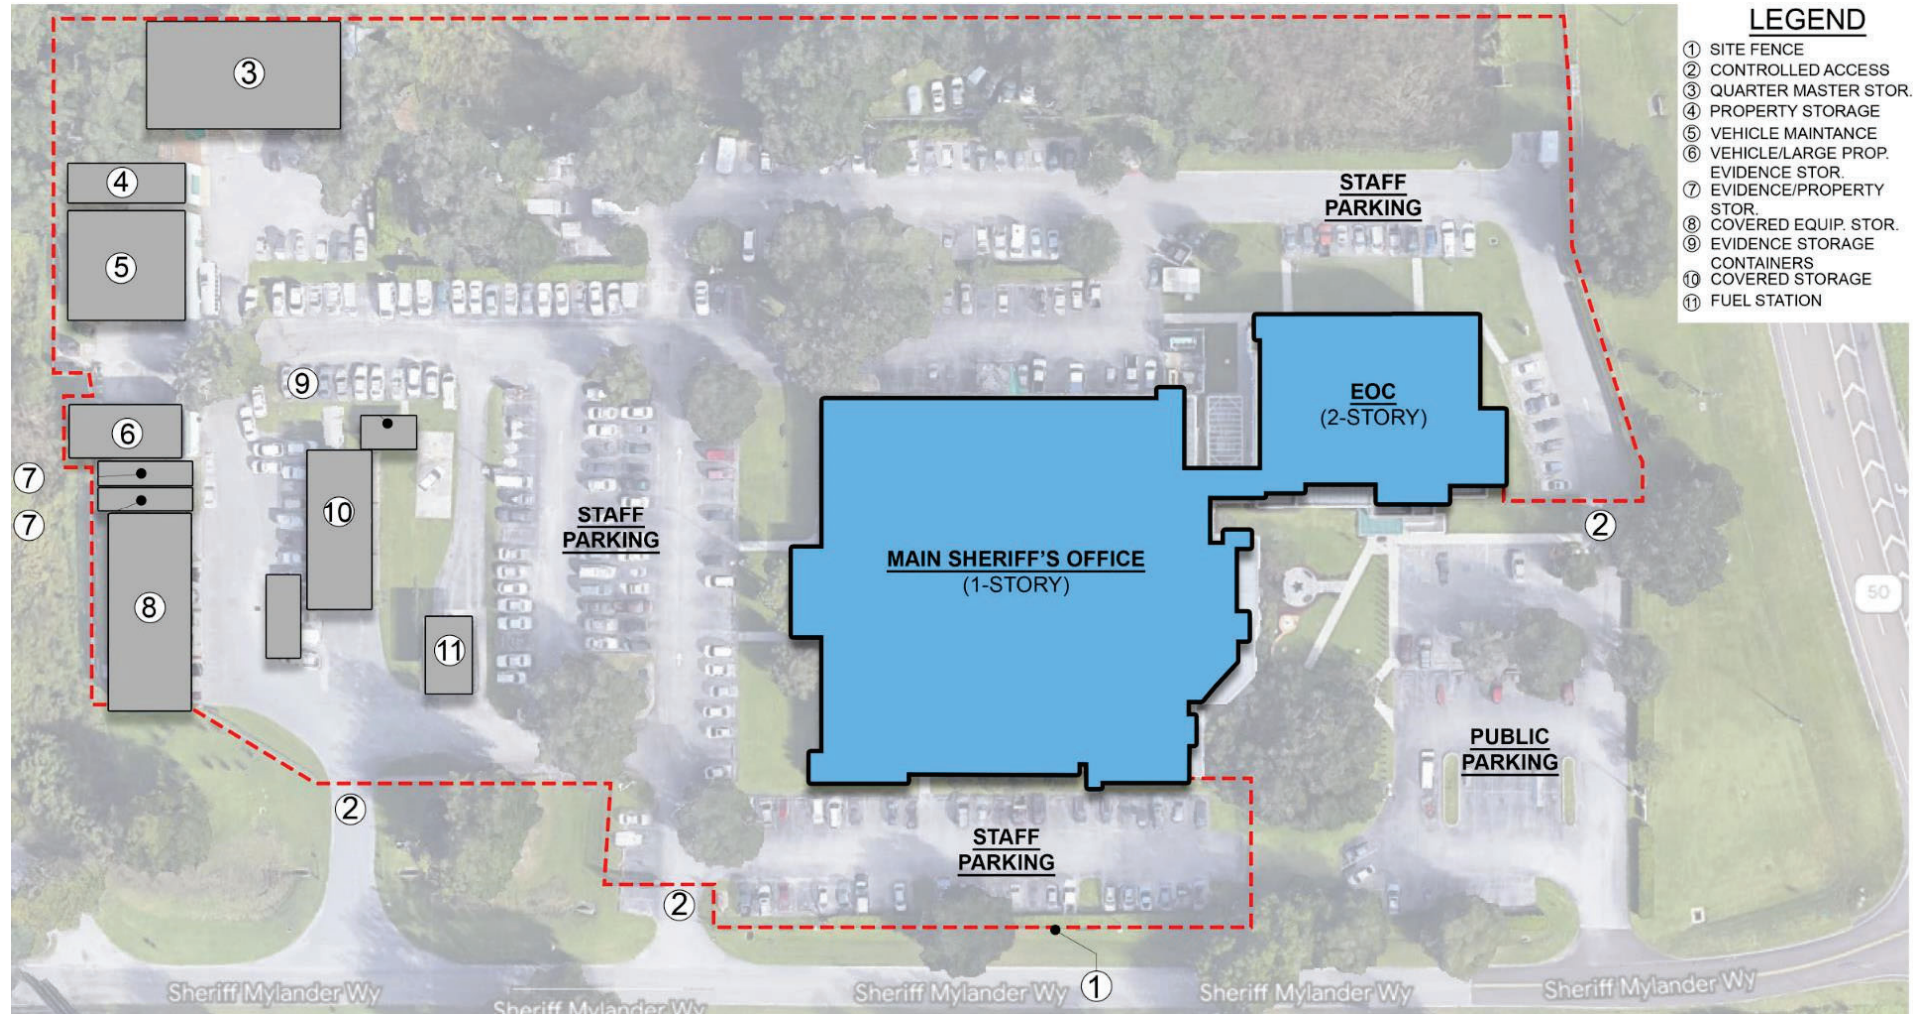 LEGEND
① SITE FENCE
② CONTROLLED ACCESS
③ QUARTER MASTER STOR.
④ PROPERTY STORAGE
⑤ VEHICLE MAINTANCE
⑥ VEHICLE/LARGE PROP.
EVIDENCE STOR.
⑦ EVIDENCE/PROPERTY
STOR.
⑧ COVERED EQUIP. STOR.
⑨ EVIDENCE STORAGE
CONTAINERS
⑩ COVERED STORAGE
⑪ FUEL STATION
③
④
STAFF
PARKING
⑤
⑨
EOC
(2-STORY)
⑥
⑦
⑦
⑩
STAFF
PARKING
②
MAIN SHERIFF'S OFFICE
(1-STORY)
50
⑧
⑪
PUBLIC
PARKING
②
STAFF
PARKING
②
①
Sheriff Mylander Wy
Sheriff Mylander Wy
Sheriff Mylander Wy
Sheriff Mylander Wy
Sheriff Mylander Wy